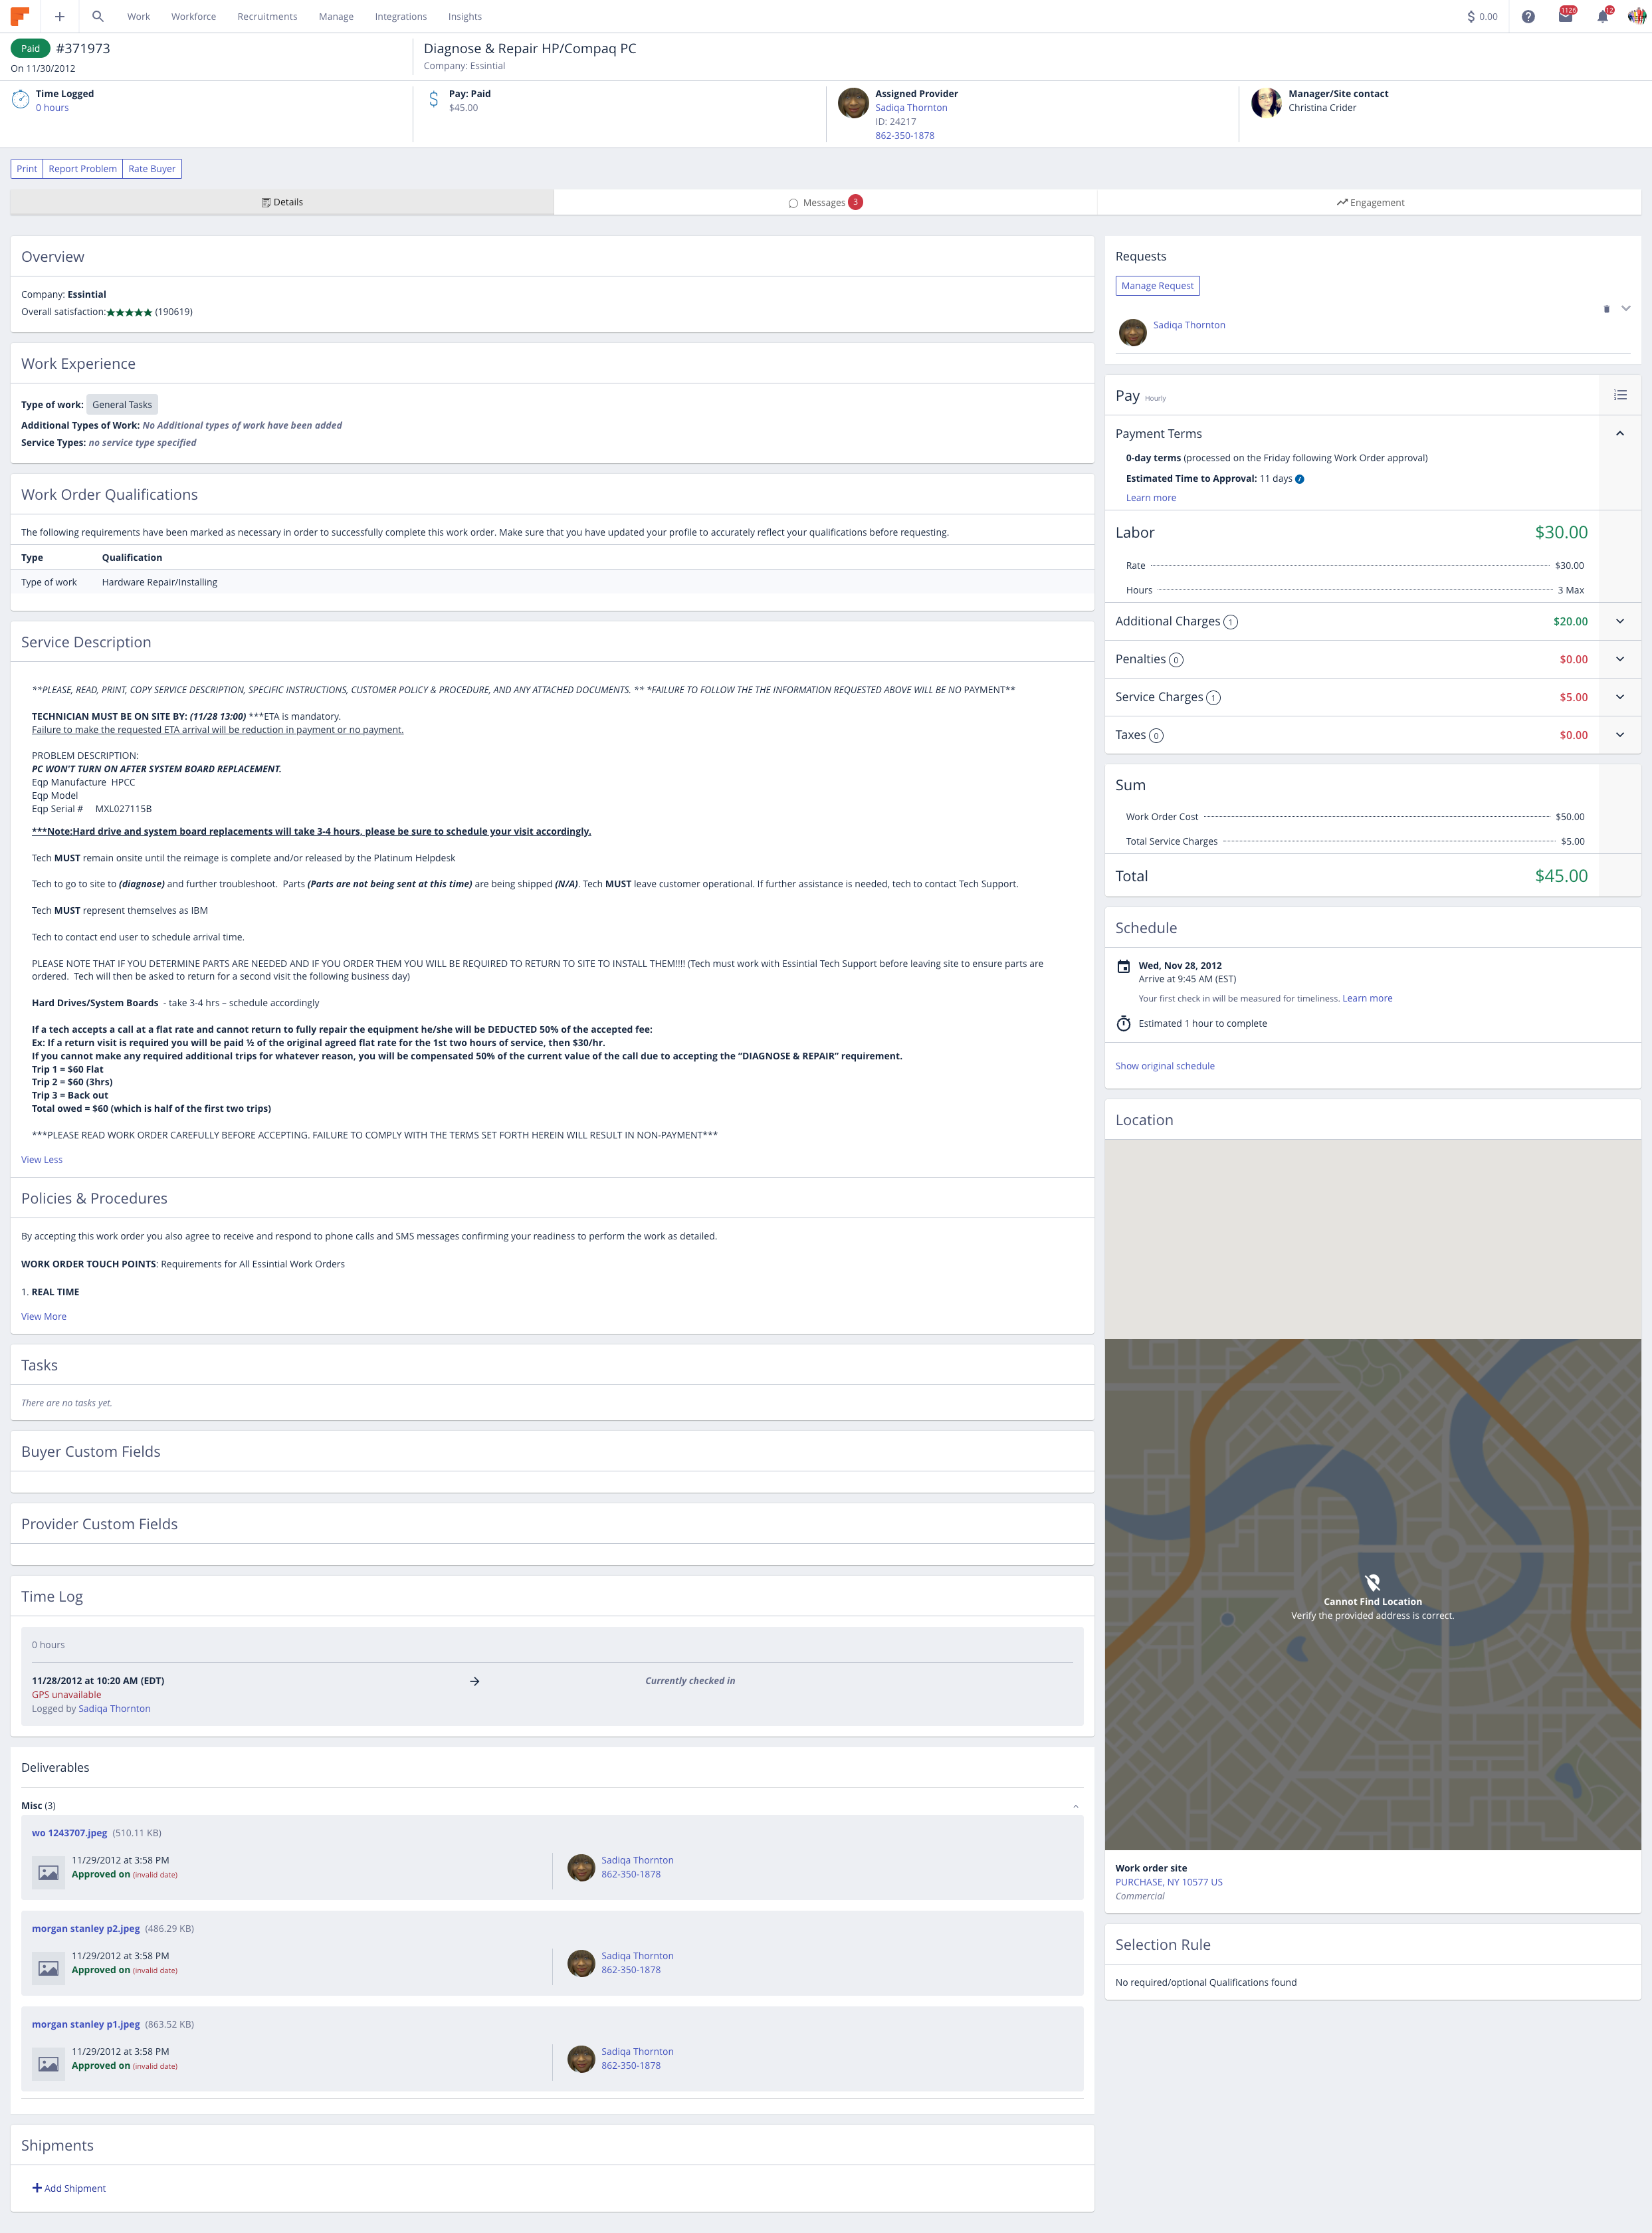 Work Workforce Recruitments Manage Integrations Insights $ 0.00 1126 12
Paid #371973
On 11/30/2012
Diagnose & Repair HP/Compaq PC
Company: Essintial
Time Logged
0 hours
Pay: Paid
$45.00
Assigned Provider
Sadiqa Thornton
ID: 24217
862-350-1878
Manager/Site contact
Christina Crider
Print Report Problem Rate Buyer
Details Messages 3 Engagement
Overview
Company: Essintial
Overall satisfaction:★★★★★ (190619)
Work Experience
Type of work: General Tasks
Additional Types of Work: No Additional types of work have been added
Service Types: no service type specified
Work Order Qualifications
The following requirements have been marked as necessary in order to successfully complete this work order. Make sure that you have updated your profile to accurately reflect your qualifications before requesting.
Type Qualification
Type of work Hardware Repair/Installing
Service Description
**PLEASE, READ, PRINT, COPY SERVICE DESCRIPTION, SPECIFIC INSTRUCTIONS, CUSTOMER POLICY & PROCEDURE, AND ANY ATTACHED DOCUMENTS. ** *FAILURE TO FOLLOW THE THE INFORMATION REQUESTED ABOVE WILL BE NO PAYMENT**
TECHNICIAN MUST BE ON SITE BY: (11/28 13:00) ***ETA is mandatory.
Failure to make the requested ETA arrival will be reduction in payment or no payment.
PROBLEM DESCRIPTION:
PC WON'T TURN ON AFTER SYSTEM BOARD REPLACEMENT.
Eqp Manufacture HPCC
Eqp Model
Eqp Serial # MXL027115B
***Note:Hard drive and system board replacements will take 3-4 hours, please be sure to schedule your visit accordingly.
Tech MUST remain onsite until the reimage is complete and/or released by the Platinum Helpdesk
Tech to go to site to (diagnose) and further troubleshoot. Parts (Parts are not being sent at this time) are being shipped (N/A). Tech MUST leave customer operational. If further assistance is needed, tech to contact Tech Support.
Tech MUST represent themselves as IBM
Tech to contact end user to schedule arrival time.
PLEASE NOTE THAT IF YOU DETERMINE PARTS ARE NEEDED AND IF YOU ORDER THEM YOU WILL BE REQUIRED TO RETURN TO SITE TO INSTALL THEM!!!! (Tech must work with Essintial Tech Support before leaving site to ensure parts are
ordered. Tech will then be asked to return for a second visit the following business day)
Hard Drives/System Boards - take 3-4 hrs – schedule accordingly
If a tech accepts a call at a flat rate and cannot return to fully repair the equipment he/she will be DEDUCTED 50% of the accepted fee:
Ex: If a return visit is required you will be paid ½ of the original agreed flat rate for the 1st two hours of service, then $30/hr.
If you cannot make any required additional trips for whatever reason, you will be compensated 50% of the current value of the call due to accepting the “DIAGNOSE & REPAIR” requirement.
Trip 1 = $60 Flat
Trip 2 = $60 (3hrs)
Trip 3 = Back out
Total owed = $60 (which is half of the first two trips)
***PLEASE READ WORK ORDER CAREFULLY BEFORE ACCEPTING. FAILURE TO COMPLY WITH THE TERMS SET FORTH HEREIN WILL RESULT IN NON-PAYMENT***
View Less
Policies & Procedures
By accepting this work order you also agree to receive and respond to phone calls and SMS messages confirming your readiness to perform the work as detailed.
WORK ORDER TOUCH POINTS: Requirements for All Essintial Work Orders
1. REAL TIME
View More
Tasks
There are no tasks yet.
Buyer Custom Fields
Provider Custom Fields
Time Log
0 hours
11/28/2012 at 10:20 AM (EDT) Currently checked in
GPS unavailable
Logged by Sadiqa Thornton
Deliverables
Misc (3)
wo 1243707.jpeg (510.11 KB)
11/29/2012 at 3:58 PM
Approved on (invalid date)
Sadiqa Thornton
862-350-1878
morgan stanley p2.jpeg (486.29 KB)
11/29/2012 at 3:58 PM
Approved on (invalid date)
Sadiqa Thornton
862-350-1878
morgan stanley p1.jpeg (863.52 KB)
11/29/2012 at 3:58 PM
Approved on (invalid date)
Sadiqa Thornton
862-350-1878
Shipments
Add Shipment
Requests
Manage Request
Sadiqa Thornton
Pay Hourly
Payment Terms
0-day terms (processed on the Friday following Work Order approval)
Estimated Time to Approval: 11 days
Learn more
Labor $30.00
Rate $30.00
Hours 3 Max
Additional Charges 1 $20.00
Penalties 0 $0.00
Service Charges 1 $5.00
Taxes 0 $0.00
Sum
Work Order Cost $50.00
Total Service Charges $5.00
Total $45.00
Schedule
Wed, Nov 28, 2012
Arrive at 9:45 AM (EST)
Your first check in will be measured for timeliness. Learn more
Estimated 1 hour to complete
Show original schedule
Location
Cannot Find Location
Verify the provided address is correct.
Work order site
PURCHASE, NY 10577 US
Commercial
Selection Rule
No required/optional Qualifications found